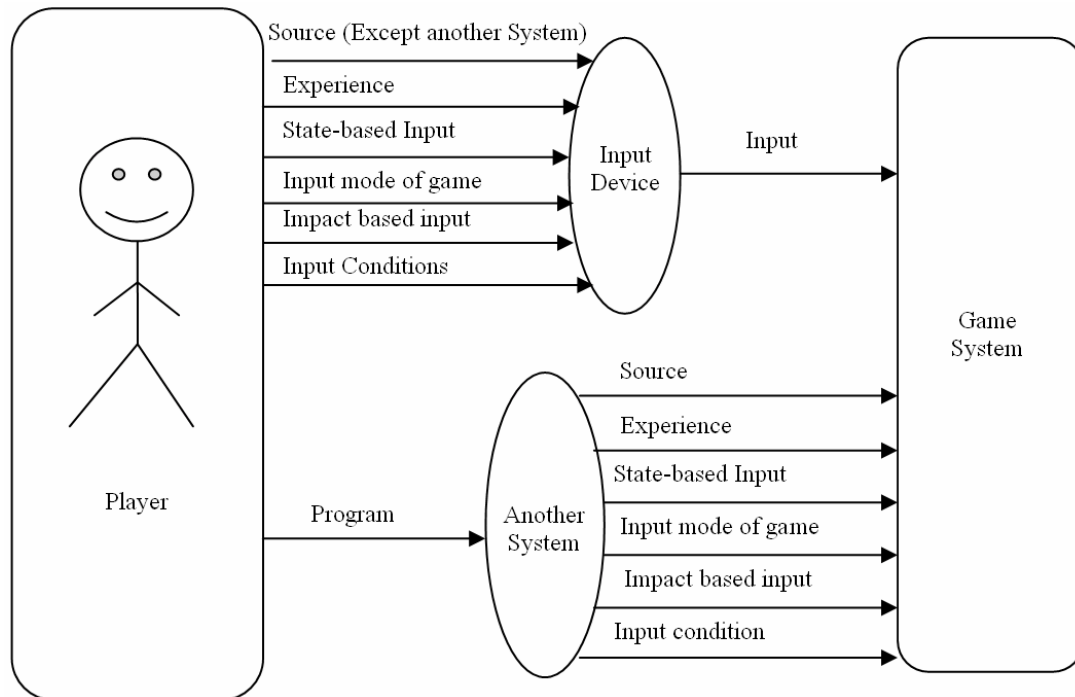 Source (Except another System)
Experience
State-based Input
Input mode of game
Impact based input
Input Conditions
Input
Device
Input
Game
System
Player
Program
Another
System
Source
Experience
State-based Input
Input mode of game
Impact based input
Input condition